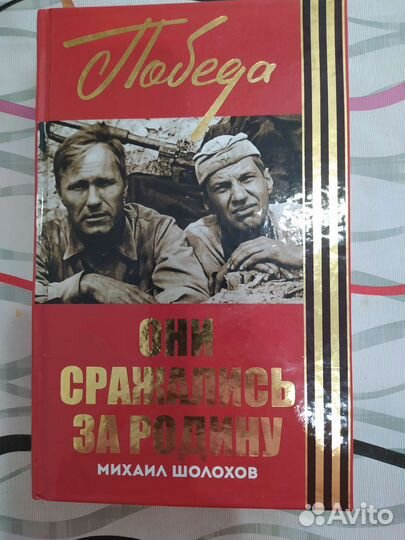 Победа
ОНИ
СРАЖАЛИСЬ
ЗА РОДИНУ
МИХАИЛ ШОЛОХОВ
Avito